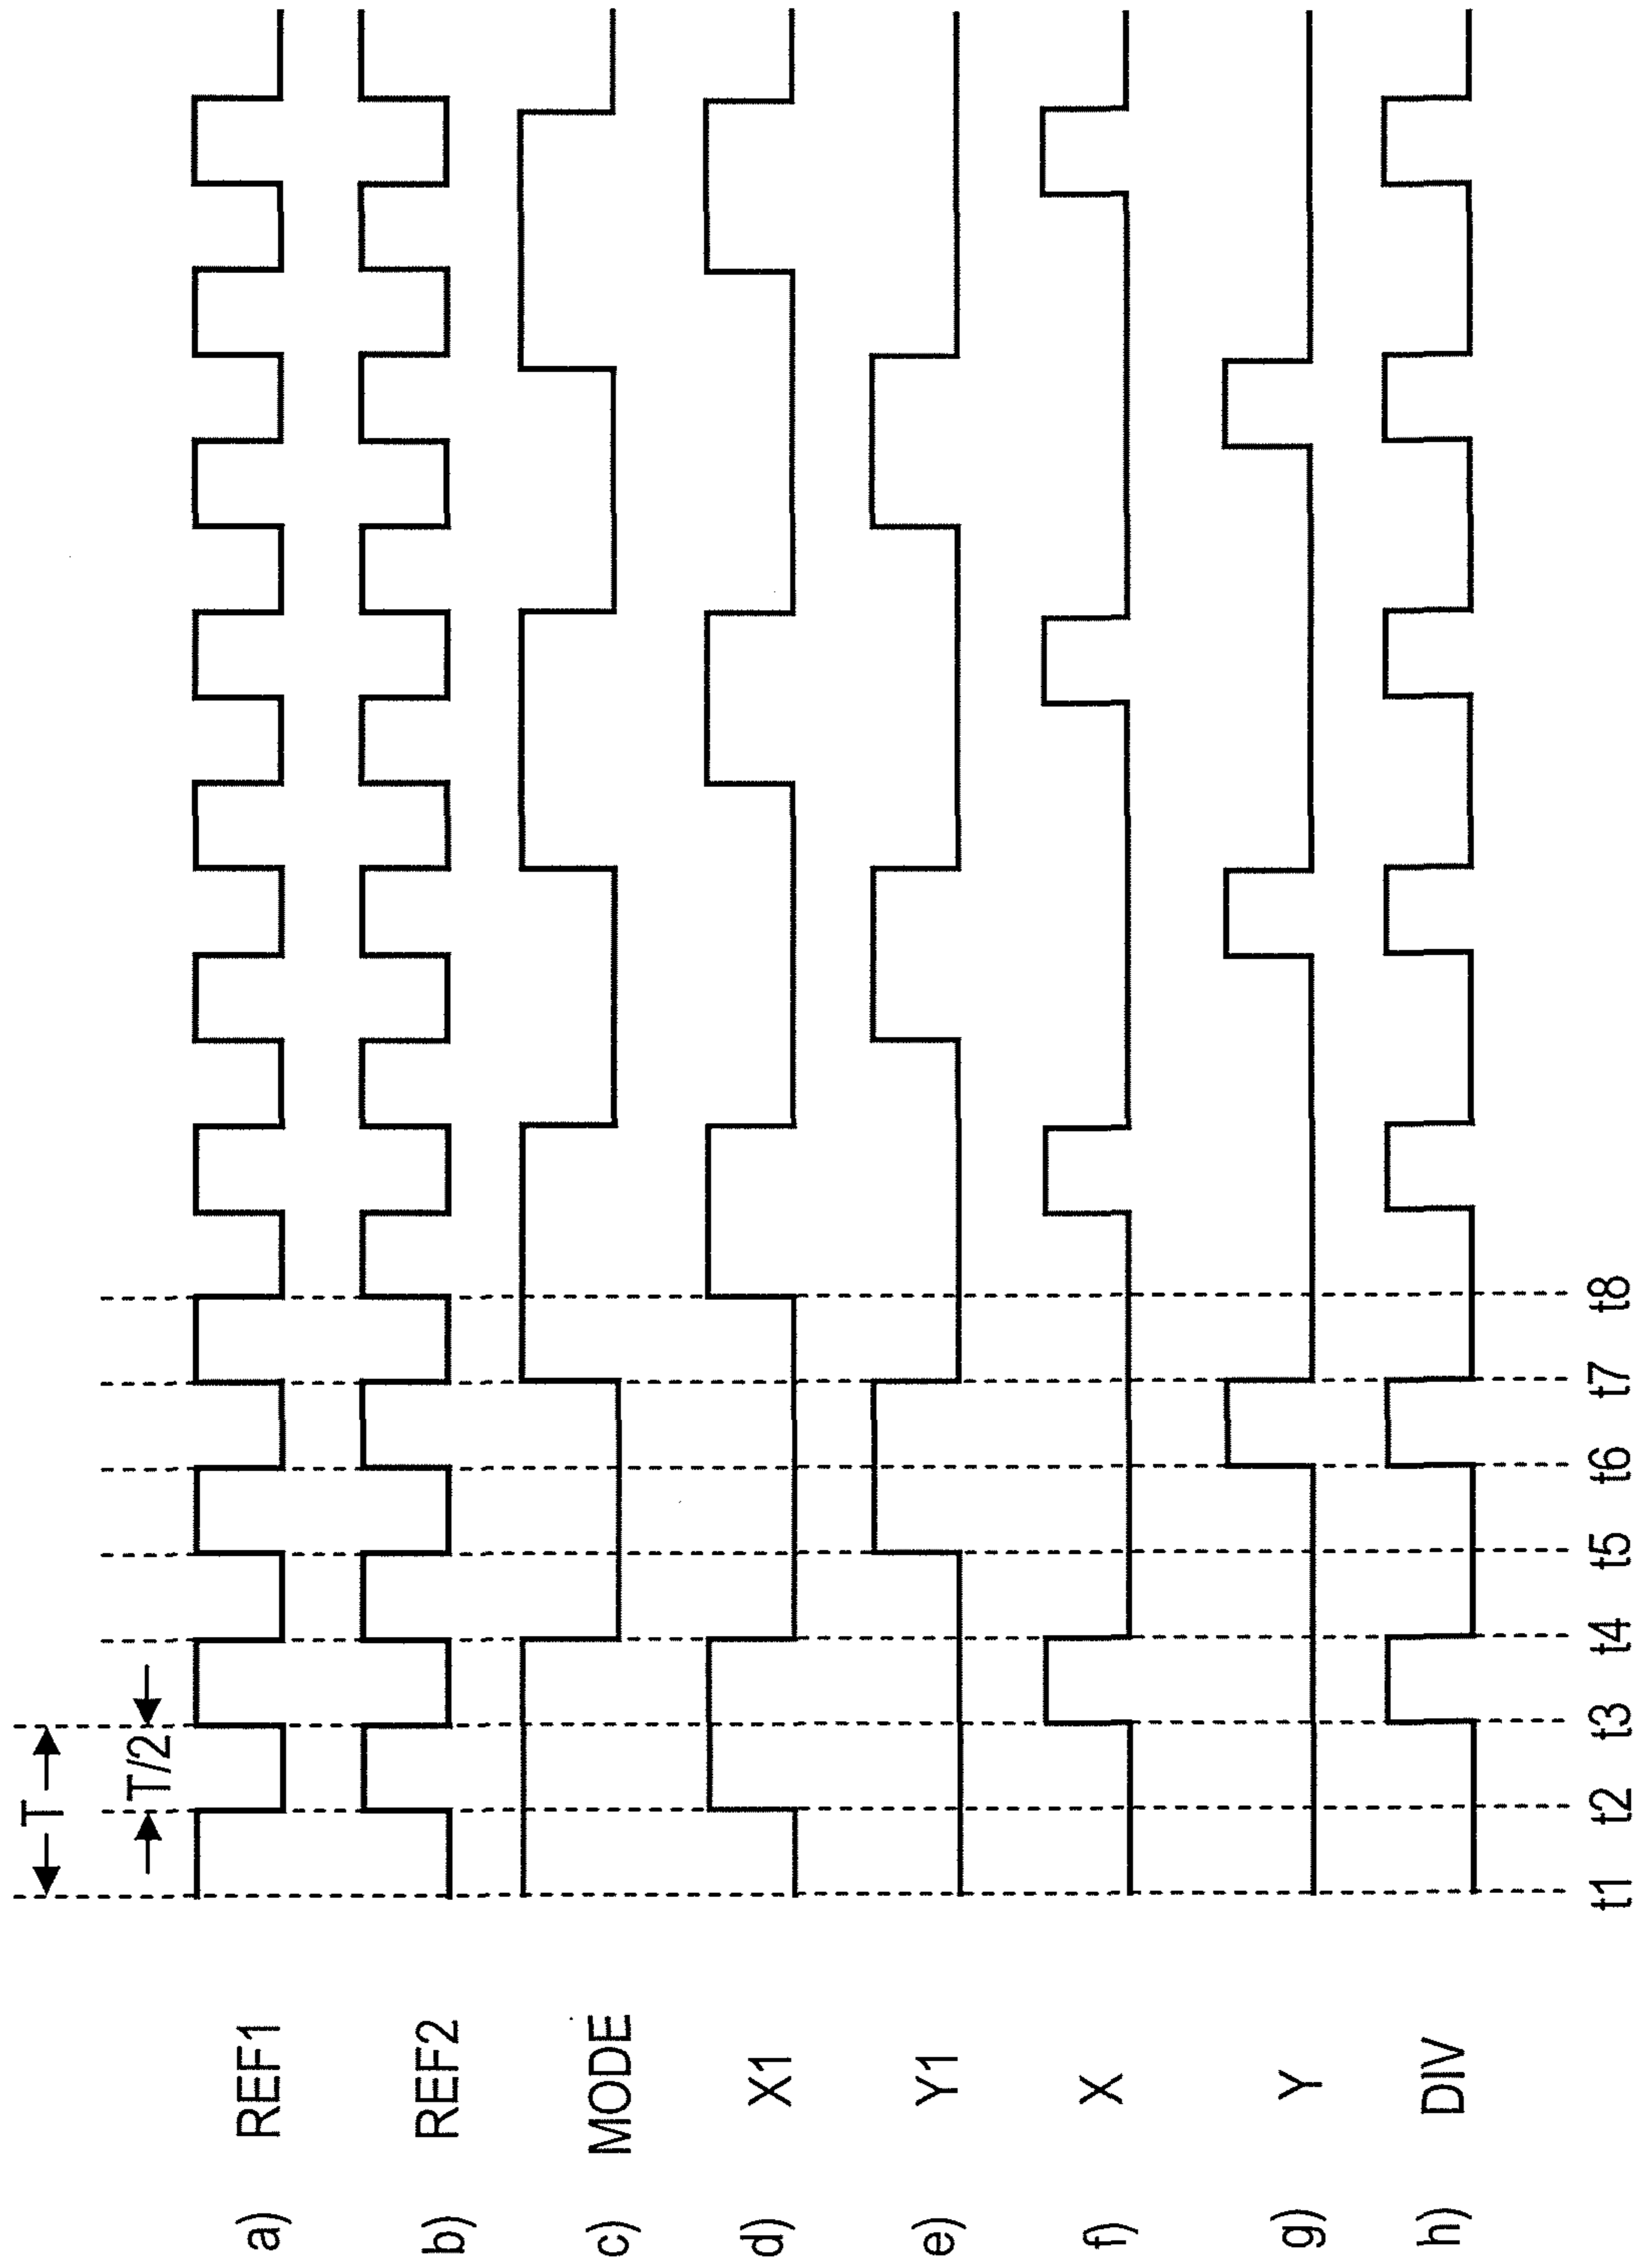 T
T/2
a) REF1
b) REF2
c) MODE
d) X1
e) Y1
f) X
g) Y
h) DIV
t1 t2 t3 t4 t5 t6 t7 t8